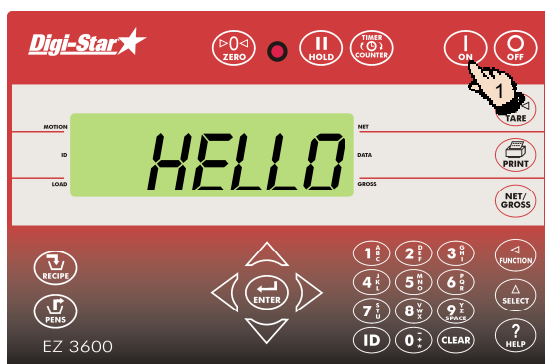 Digi-Star
▷0◁
ZERO
HOLD
TIMER
COUNTER
ON
OFF
1
TARE
MOTION
NET
ID
HELLO
DATA
PRINT
LOAD
GROSS
NET/
GROSS
RECIPE
1 A B C
2 D E F
3 G H I
FUNCTION
ENTER
4 J K L
5 M N O
6 P Q R
SELECT
PENS
7 S T U
8 V W X
9 Y Z SPACE
EZ 3600
ID
0
CLEAR
?
HELP